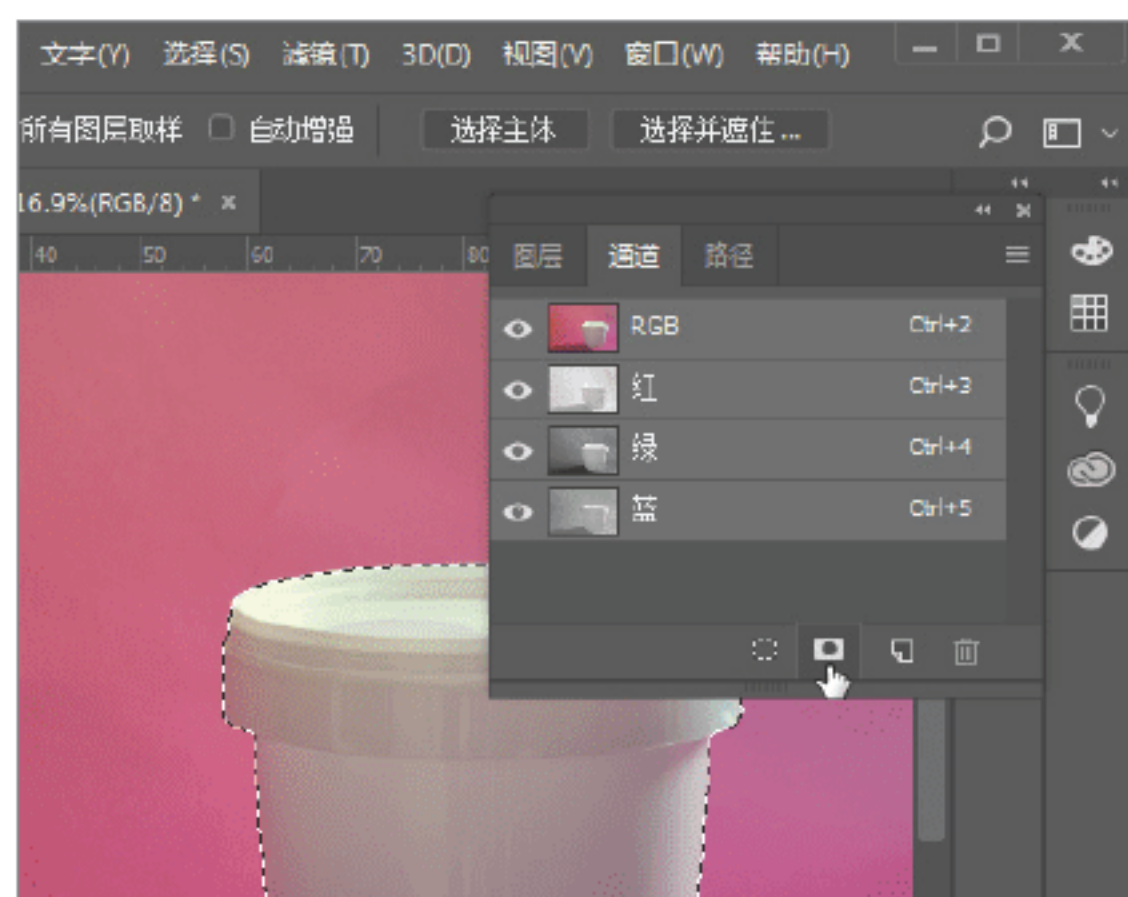 文字(Y) 选择(S) 滤镜(T) 3D(D) 视图(V) 窗口(W) 帮助(H)
所有图层取样 自动增强 选择主体 选择并遮住 ...
16.9%(RGB/8) * ×
40 50 60 70 80
图层 通道 路径
RGB Ctrl+2
红 Ctrl+3
绿 Ctrl+4
蓝 Ctrl+5